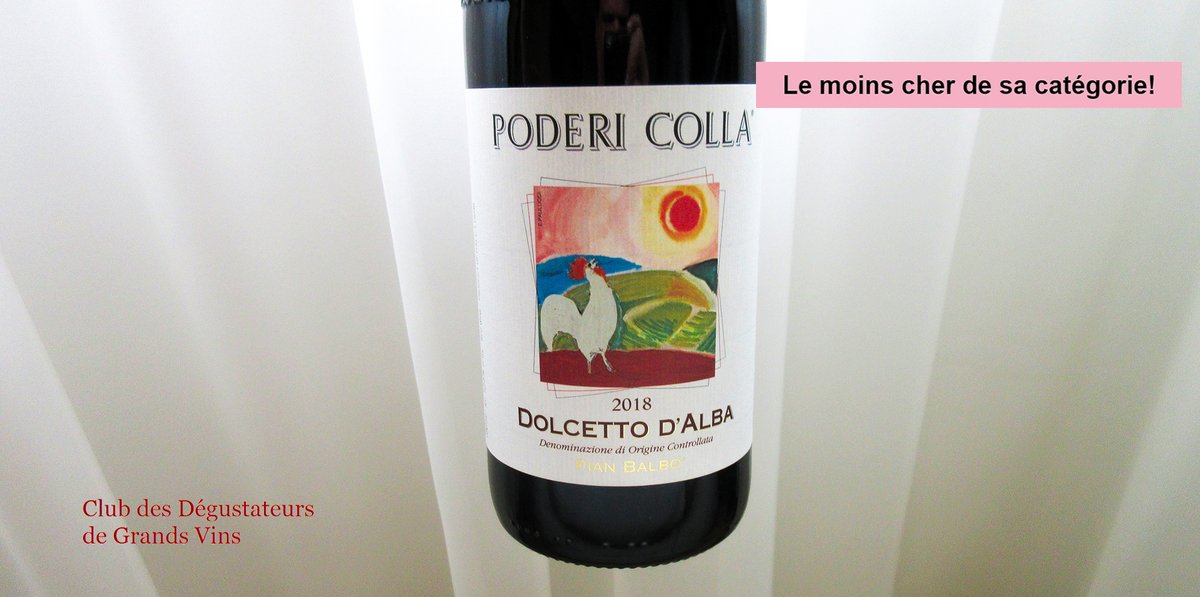 Le moins cher de sa catégorie!
PODERI COLLA
2018
DOLCETTO D'ALBA
Denominazione di Origine Controllata
PIAN BALBO
Club des Dégustateurs
de Grands Vins